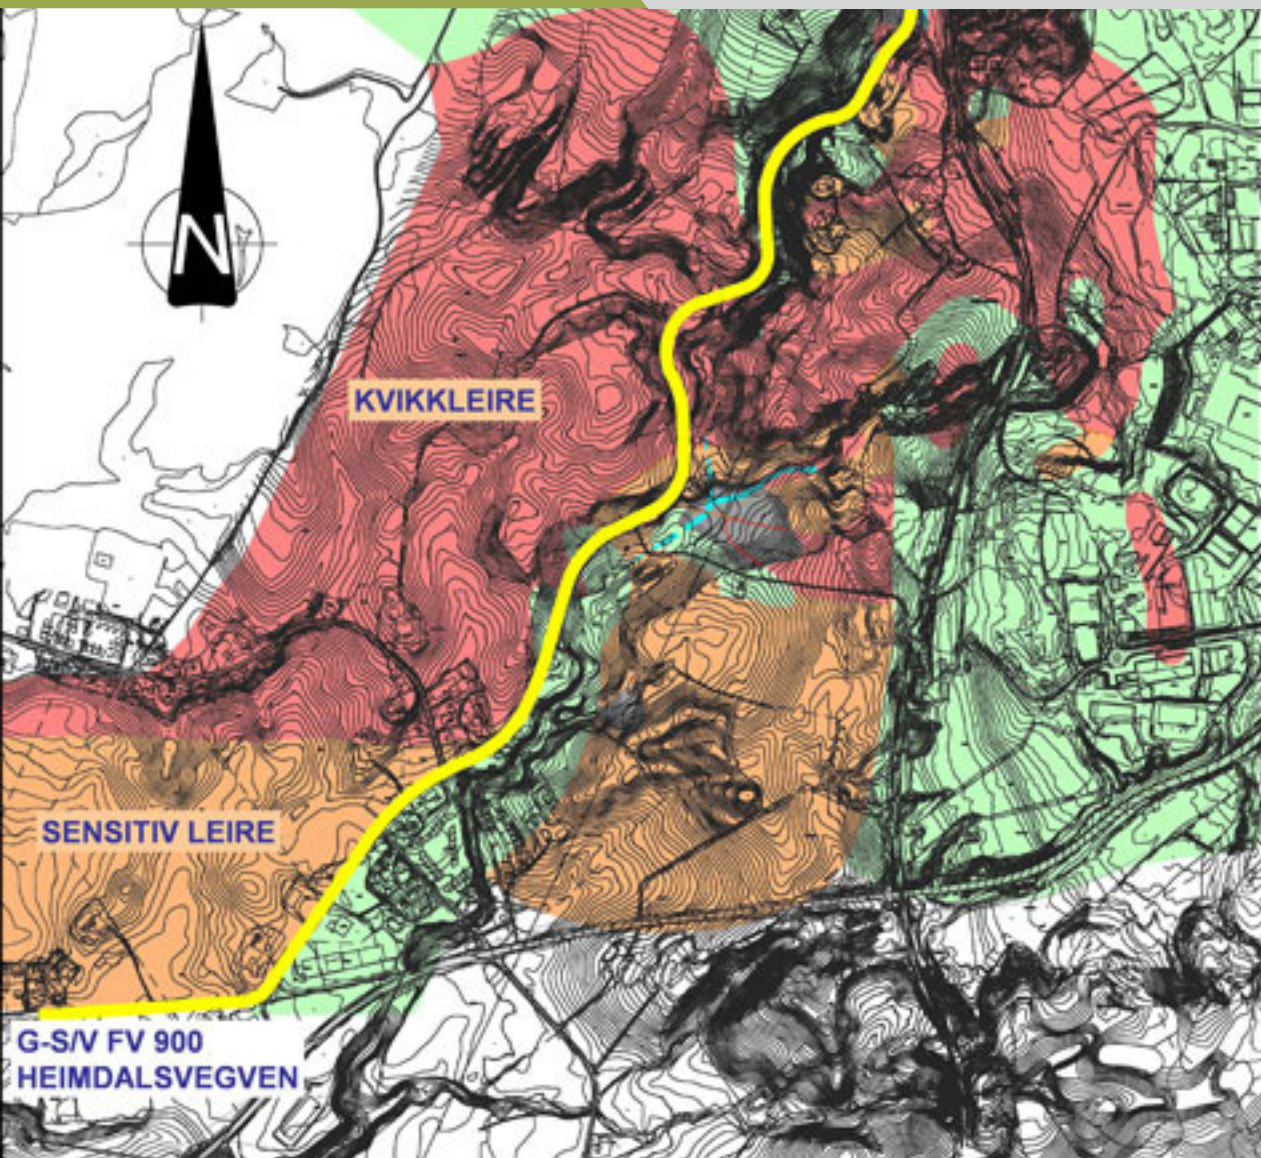 N
KVIKKLEIRE
SENSITIV LEIRE
G-S/V FV 900
HEIMDALSVEGVEN